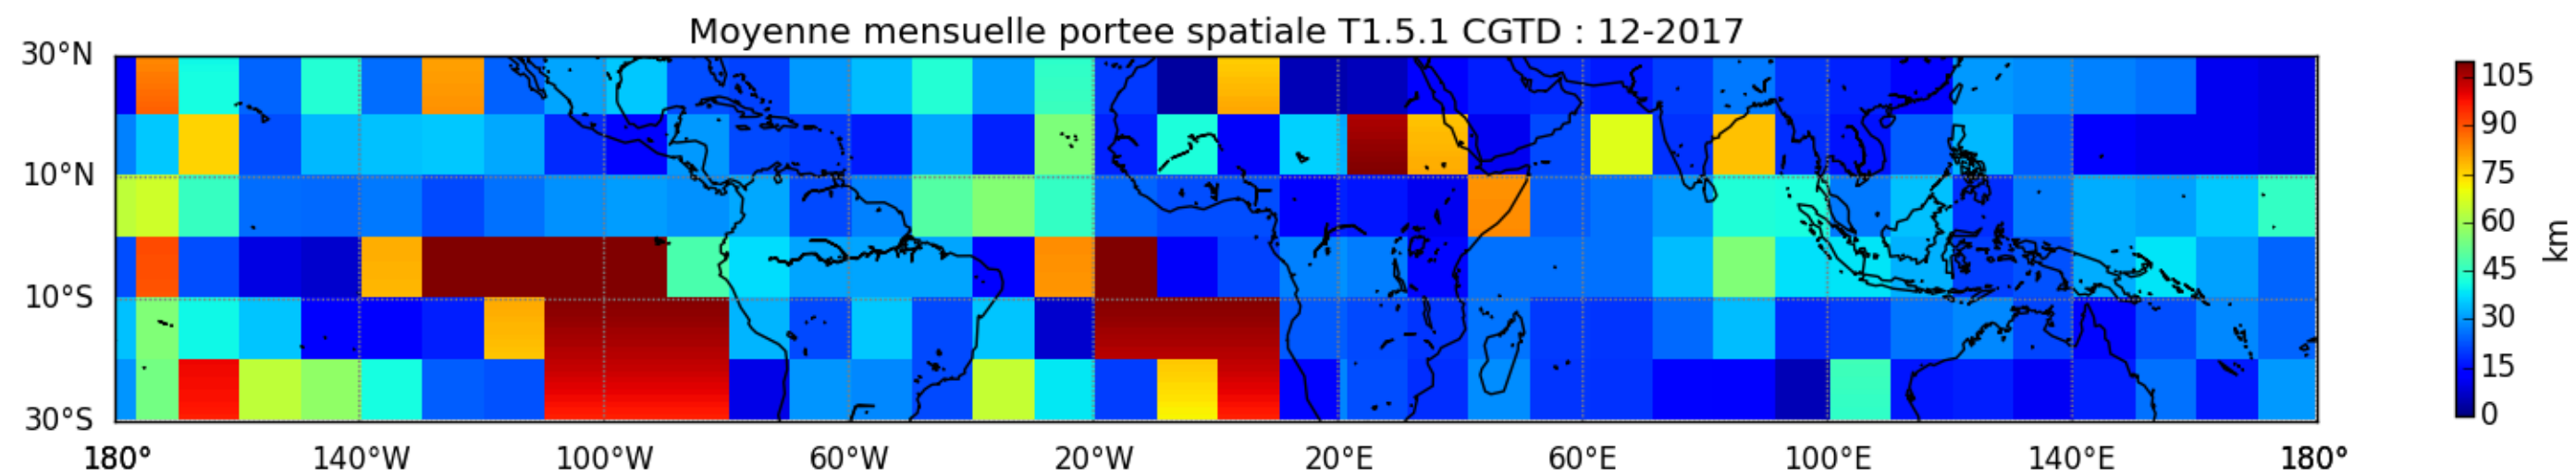 Moyenne mensuelle portee spatiale T1.5.1 CGTD : 12-2017
30°N
10°N
10°S
30°S
180° 140°W 100°W 60°W 20°W 20°E 60°E 100°E 140°E 180°
105
90
75
60
45
30
15
0
km